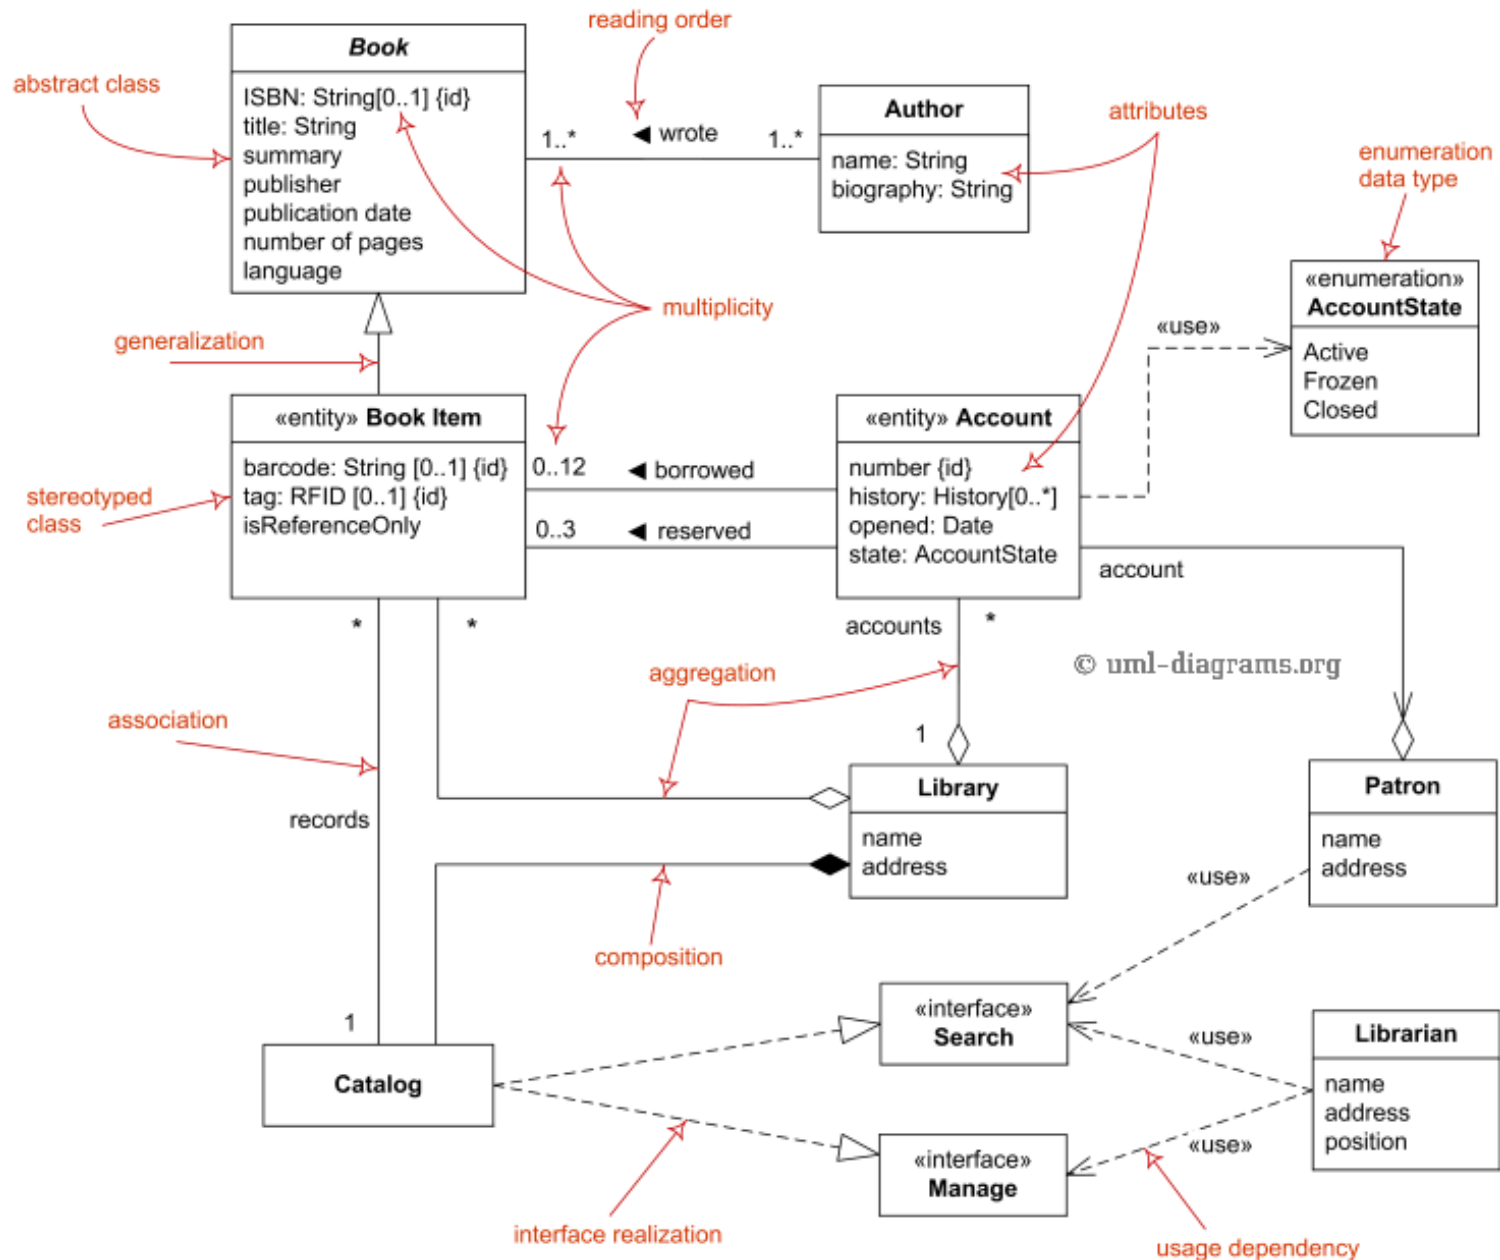 reading order
Book
abstract class
ISBN: String[0..1] {id}
title: String
summary
publisher
publication date
number of pages
language
1..*
◄ wrote
1..*
Author
name: String
biography: String
attributes
enumeration
data type
multiplicity
generalization
«enumeration»
AccountState
Active
Frozen
Closed
«use»
«entity» Book Item
barcode: String [0..1] {id}
tag: RFID [0..1] {id}
isReferenceOnly
stereotyped
class
0..12
◄ borrowed
0..3
◄ reserved
«entity» Account
number {id}
history: History[0..*]
opened: Date
state: AccountState
account
*
*
accounts
*
© uml-diagrams.org
aggregation
association
1
records
Library
name
address
Patron
name
address
«use»
composition
1
Catalog
«interface»
Search
«use»
Librarian
name
address
position
«use»
«interface»
Manage
interface realization
usage dependency